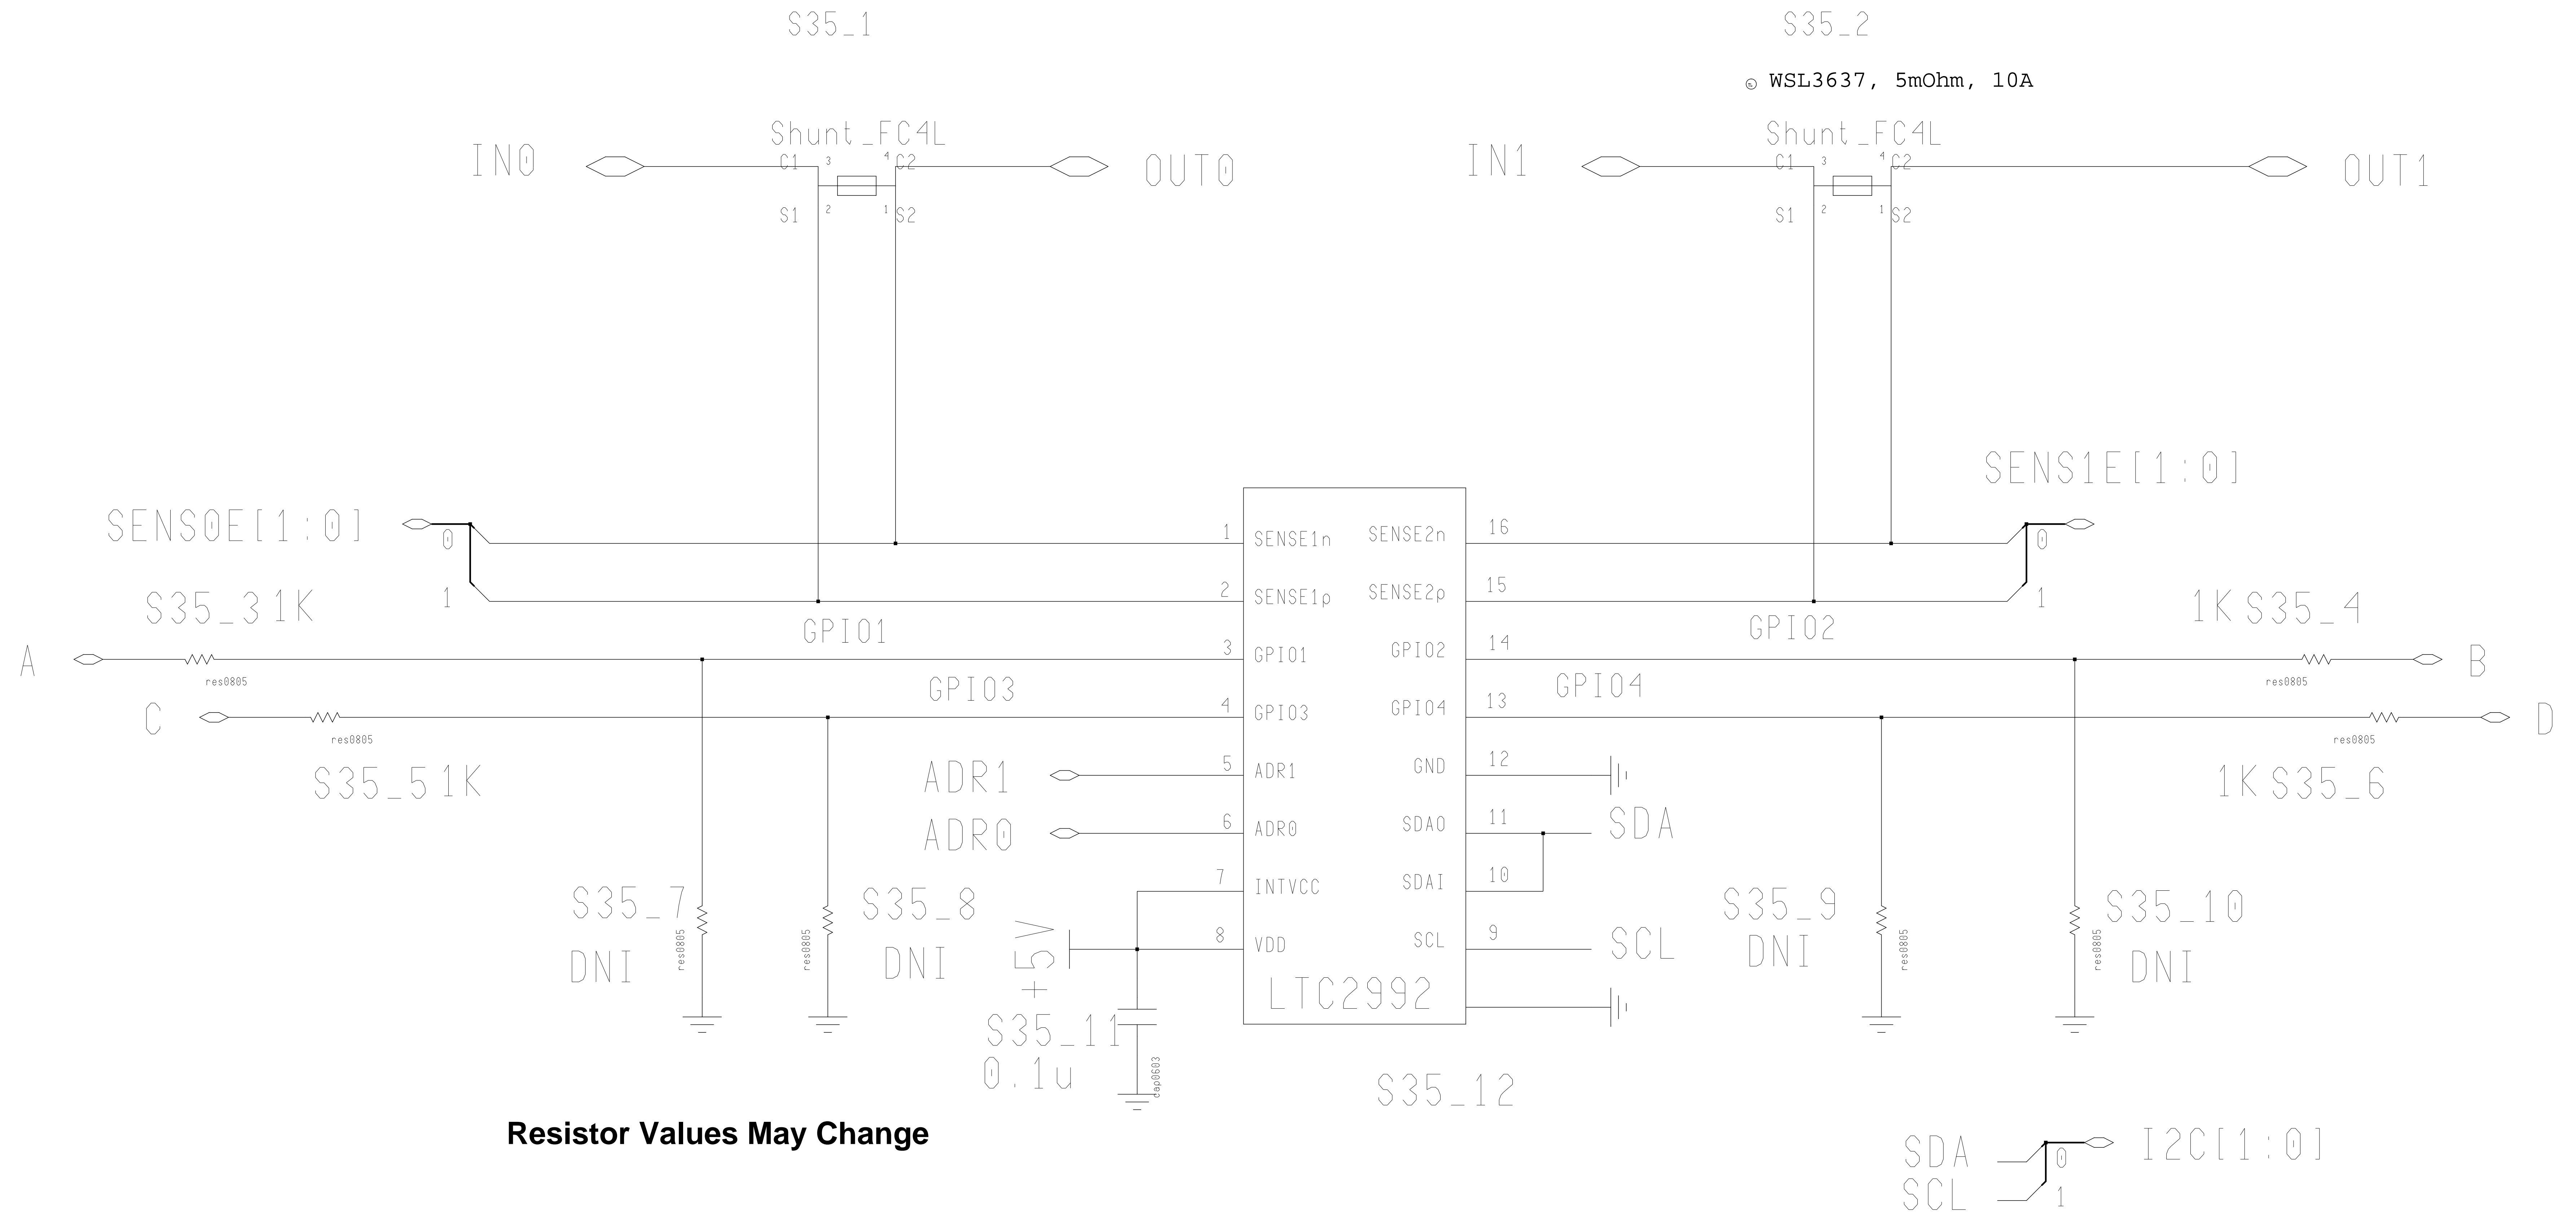 S35_1
S35_2
WSL3637, 5mOhm, 10A
Shunt_FC4L
Shunt_FC4L
IN0
C1
3
4
C2
OUT0
IN1
C1
3
4
C2
OUT1
S1
2
1
S2
S1
2
1
S2
SENS1E[1:0]
SENS0E[1:0]
0
1
SENSE1n
SENSE2n
16
0
1
2
SENSE1p
SENSE2p
15
1
S35_3 1K
GPIO1
GPIO2
1K S35_4
A
res0805
3
GPIO1
GPIO2
14
res0805
B
GPIO3
GPIO4
C
res0805
4
GPIO3
GPIO4
13
res0805
D
S35_5 1K
ADR1
5
ADR1
GND
12
1K S35_6
ADR0
6
ADR0
SDAO
11
SDA
7
INTVCC
SDAI
10
S35_7
DNI
res0805
S35_8
DNI
res0805
+5V
8
VDD
SCL
9
SCL
S35_9
DNI
res0805
S35_10
DNI
res0805
LTC2992
S35_11
0.1u
cap0603
S35_12
Resistor Values May Change
SDA
0
I2C[1:0]
SCL
1